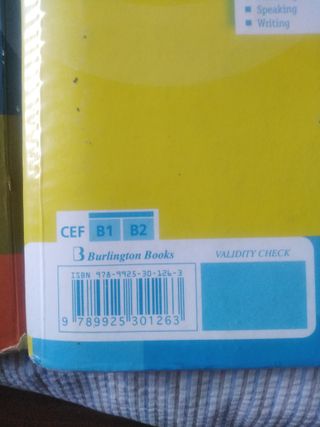 Speaking
Writing
CEF B1 B2
Burlington Books
VALIDITY CHECK
ISBN 978-9925-30-126-3
9 789925 301263